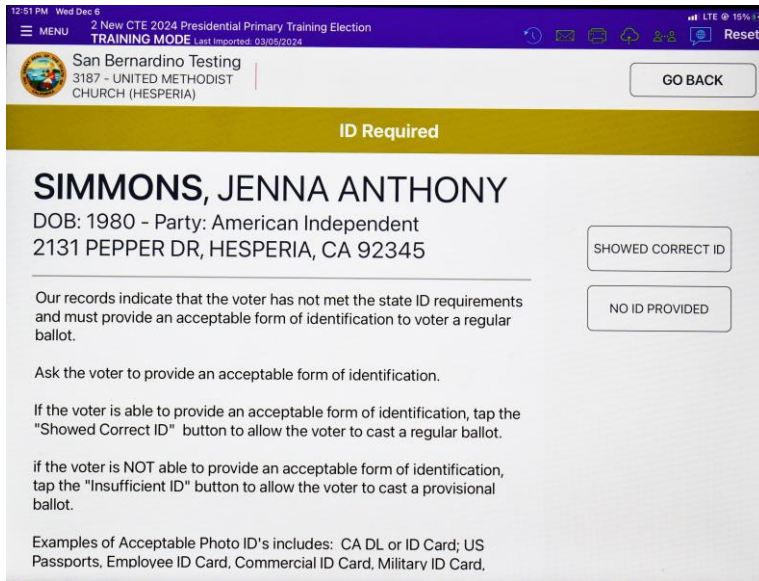 12:51 PM Wed Dec 6
LTE 15%
MENU
2 New CTE 2024 Presidential Primary Training Election
TRAINING MODE Last Imported: 03/05/2024
Reset
San Bernardino Testing
3187 - UNITED METHODIST
CHURCH (HESPERIA)
GO BACK
ID Required
SIMMONS, JENNA ANTHONY
DOB: 1980 - Party: American Independent
2131 PEPPER DR, HESPERIA, CA 92345
SHOWED CORRECT ID
NO ID PROVIDED
Our records indicate that the voter has not met the state ID requirements
and must provide an acceptable form of identification to voter a regular
ballot.
Ask the voter to provide an acceptable form of identification.
If the voter is able to provide an acceptable form of identification, tap the
"Showed Correct ID" button to allow the voter to cast a regular ballot.
if the voter is NOT able to provide an acceptable form of identification,
tap the "Insufficient ID" button to allow the voter to cast a provisional
ballot.
Examples of Acceptable Photo ID's includes: CA DL or ID Card; US
Passports, Employee ID Card, Commercial ID Card, Military ID Card,